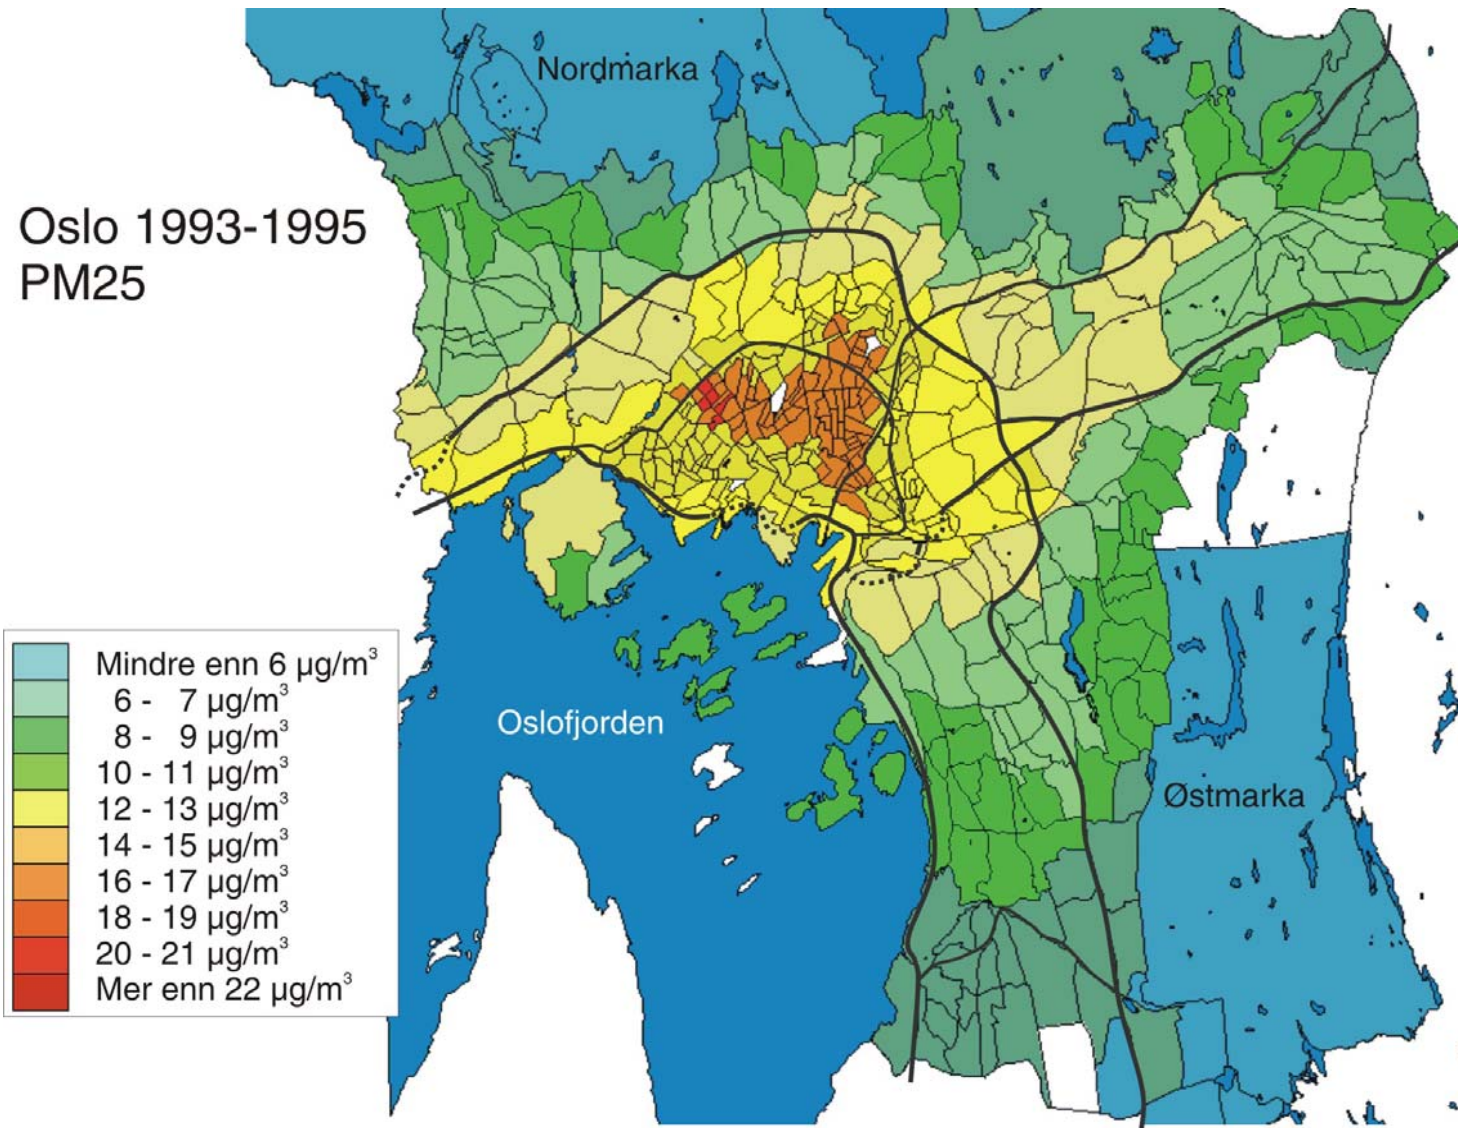 Nordmarka
Oslo 1993-1995
PM25
Mindre enn 6 µg/m³
6 - 7 µg/m³
8 - 9 µg/m³
10 - 11 µg/m³
12 - 13 µg/m³
14 - 15 µg/m³
16 - 17 µg/m³
18 - 19 µg/m³
20 - 21 µg/m³
Mer enn 22 µg/m³
Oslofjorden
Østmarka